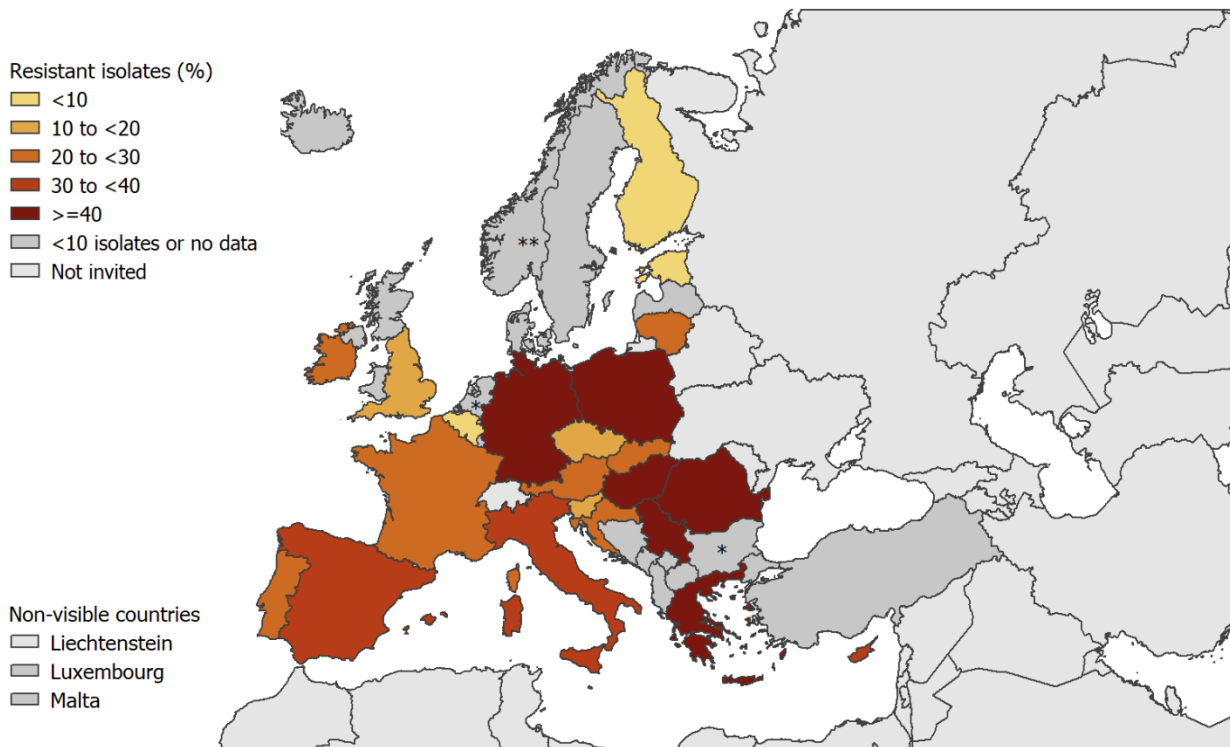 Resistant isolates (%)
<10
10 to <20
20 to <30
30 to <40
>=40
<10 isolates or no data
Not invited
**
*
*
Non-visible countries
Liechtenstein
Luxembourg
Malta